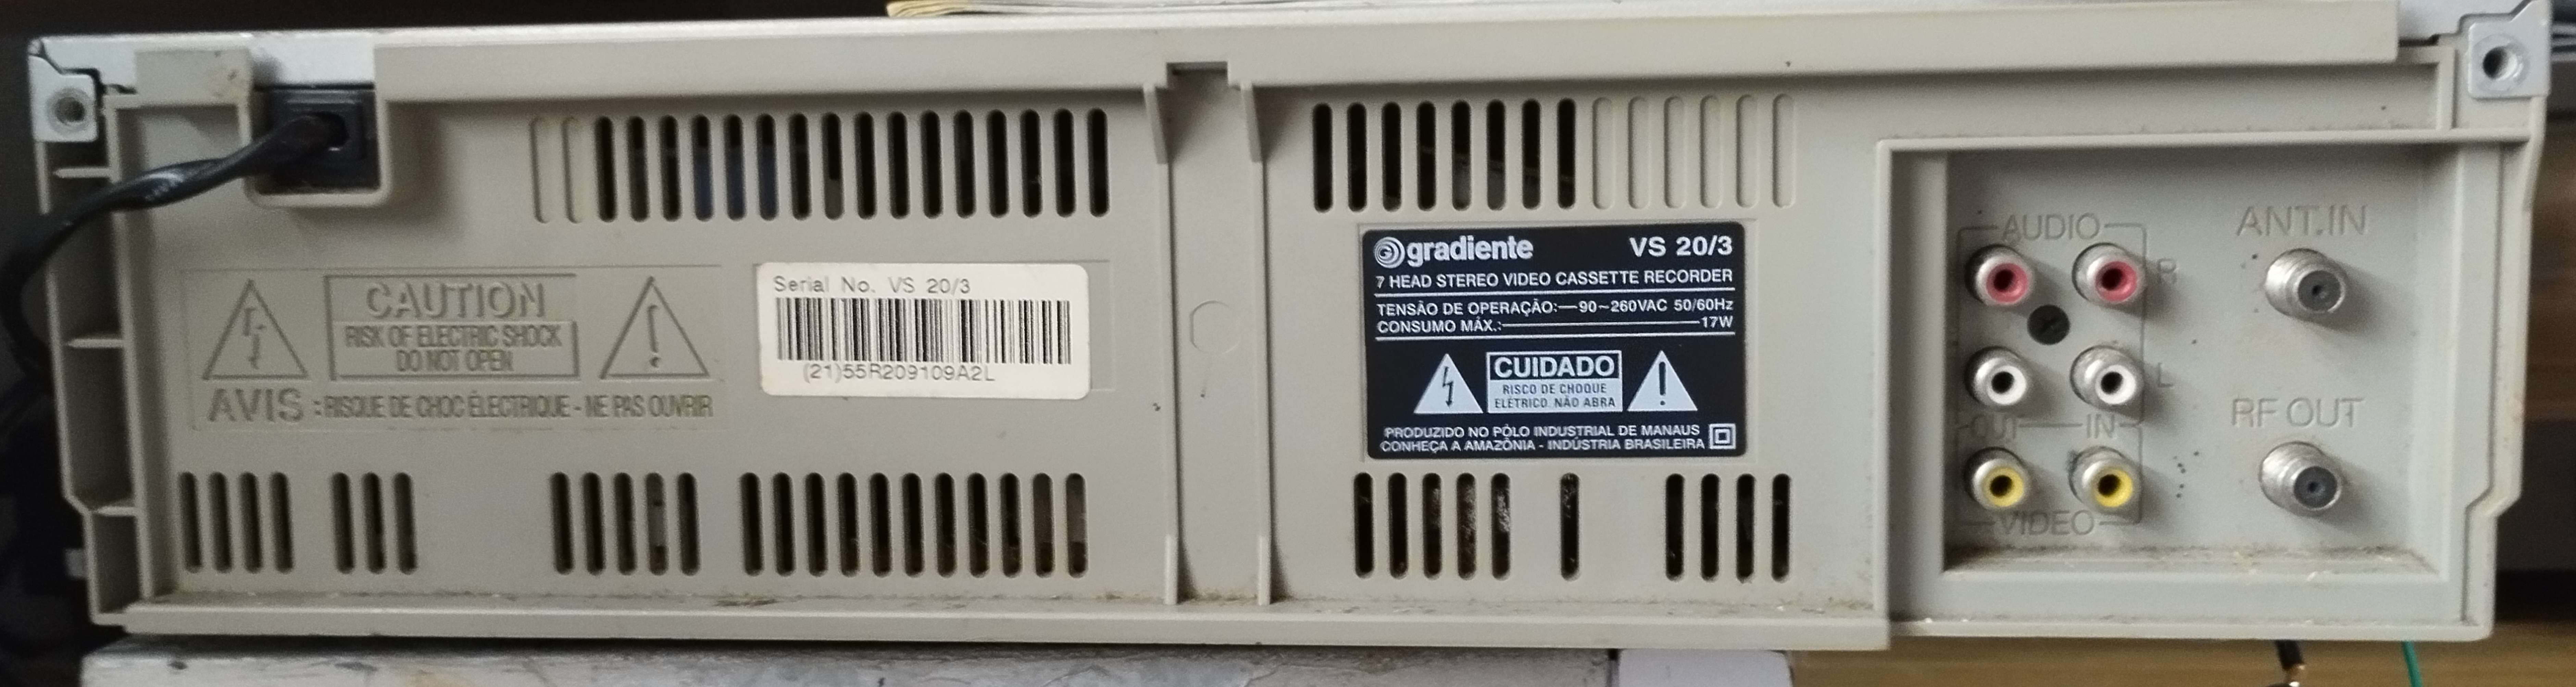 CAUTION
RISK OF ELECTRIC SHOCK
DO NOT OPEN
AVIS : RISQUE DE CHOC ÉLECTRIQUE - NE PAS OUVRIR
Serial No. VS 20/3
(21)55R209109A2L
gradiente VS 20/3
7 HEAD STEREO VIDEO CASSETTE RECORDER
TENSÃO DE OPERAÇÃO:—90~260VAC 50/60Hz
CONSUMO MÁX.:—17W
CUIDADO
RISCO DE CHOQUE
ELÉTRICO. NÃO ABRA
PRODUZIDO NO PÓLO INDUSTRIAL DE MANAUS
CONHEÇA A AMAZÔNIA - INDÚSTRIA BRASILEIRA
AUDIO
R
L
OUT IN
VIDEO
ANT.IN
RF OUT